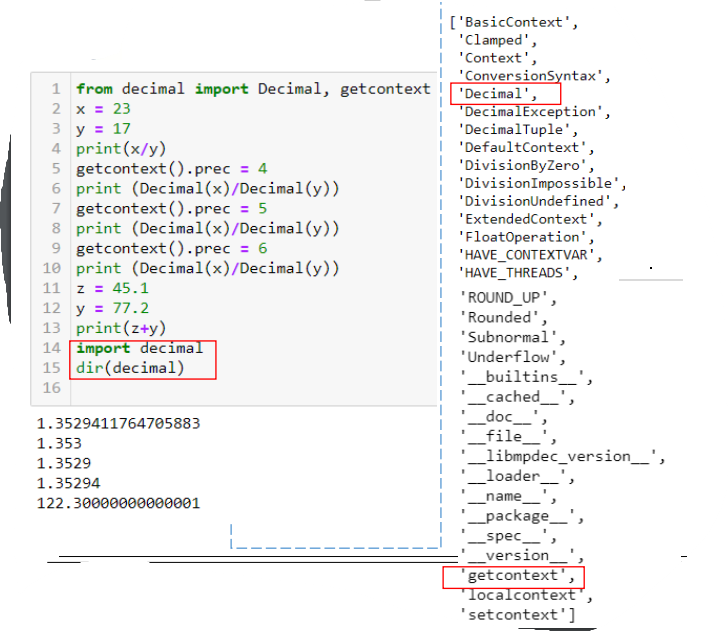 1 from decimal import Decimal, getcontext
2 x = 23
3 y = 17
4 print(x/y)
5 getcontext().prec = 4
6 print (Decimal(x)/Decimal(y))
7 getcontext().prec = 5
8 print (Decimal(x)/Decimal(y))
9 getcontext().prec = 6
10 print (Decimal(x)/Decimal(y))
11 z = 45.1
12 y = 77.2
13 print(z+y)
14 import decimal
15 dir(decimal)
16
1.3529411764705883
1.353
1.3529
1.35294
122.30000000000001
['BasicContext',
'Clamped',
'Context',
'ConversionSyntax',
'Decimal',
'DecimalException',
'DecimalTuple',
'DefaultContext',
'DivisionByZero',
'DivisionImpossible',
'DivisionUndefined',
'ExtendedContext',
'FloatOperation',
'HAVE_CONTEXTVAR',
'HAVE_THREADS',
'ROUND_UP',
'Rounded',
'Subnormal',
'Underflow',
'__builtins__',
'__cached__',
'__doc__',
'__file__',
'__libmpdec_version__',
'__loader__',
'__name__',
'__package__',
'__spec__',
'__version__',
'getcontext',
'localcontext',
'setcontext']